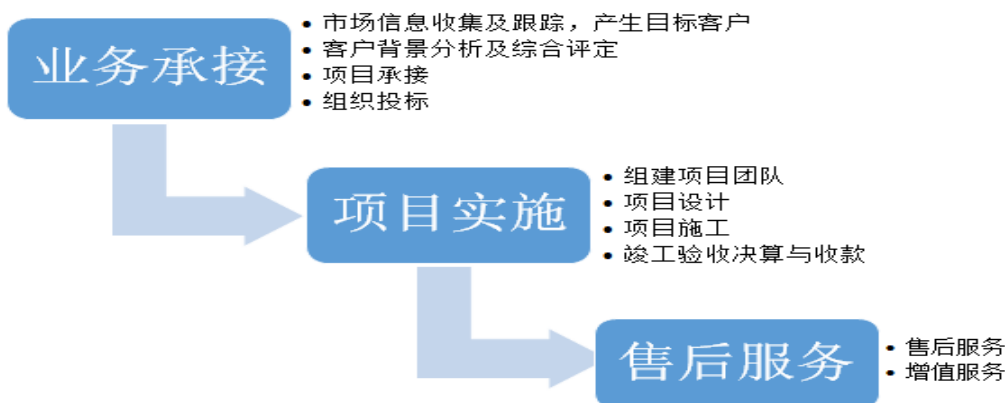 业务承接
• 市场信息收集及跟踪，产生目标客户
• 客户背景分析及综合评定
• 项目承接
• 组织投标
项目实施
• 组建项目团队
• 项目设计
• 项目施工
• 竣工验收决算与收款
售后服务
• 售后服务
• 增值服务